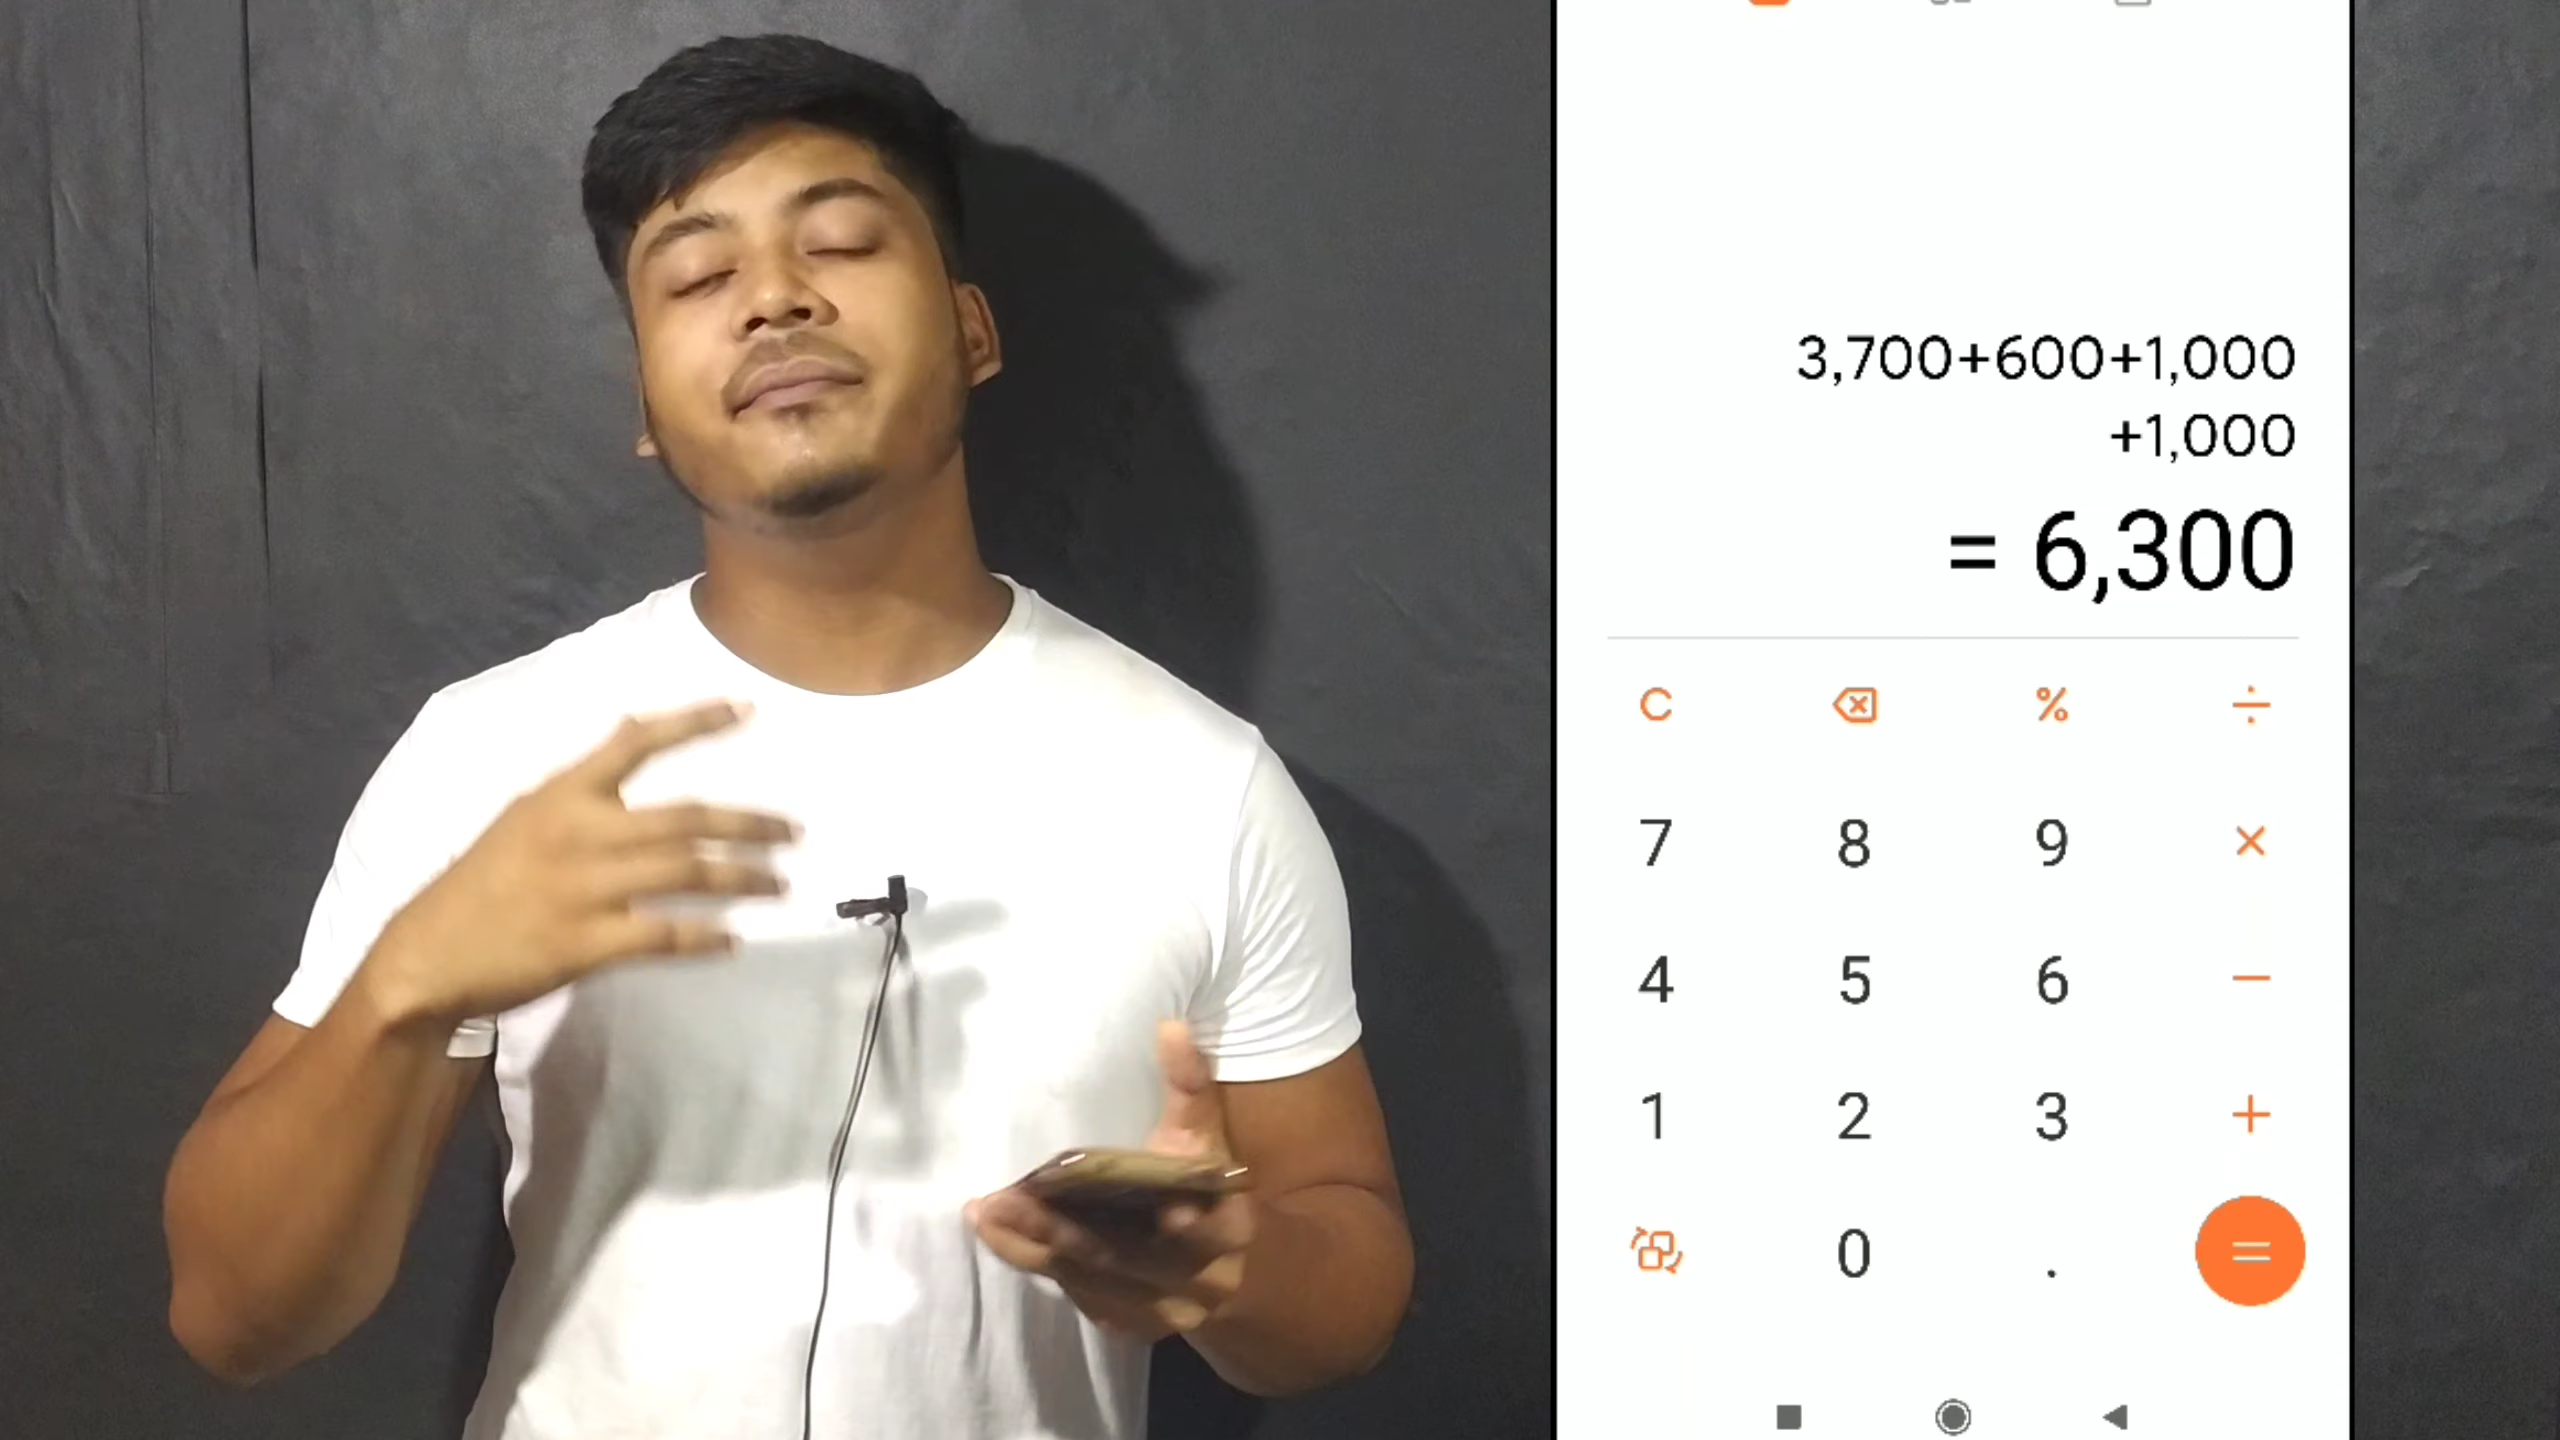 3,700+600+1,000
+1,000
= 6,300
C % ÷
7 8 9 ×
4 5 6 −
1 2 3 +
0 . =